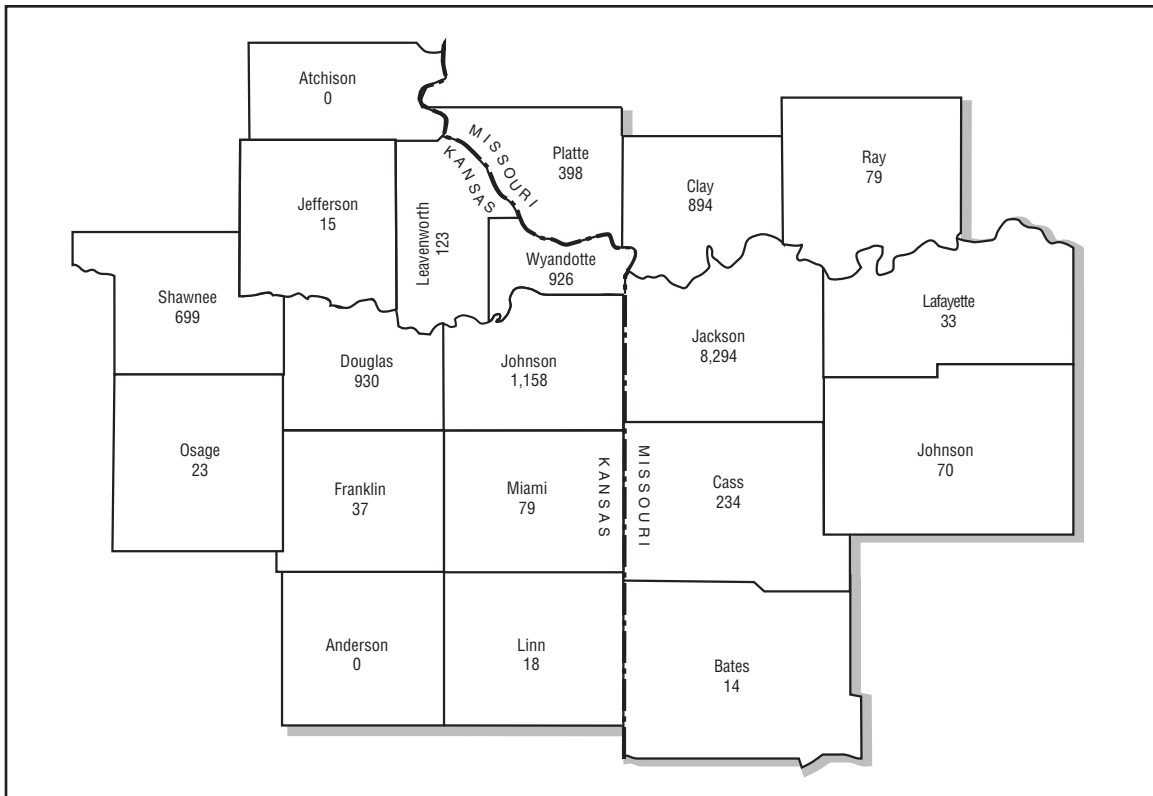 Atchison
0
MISSOURI
KANSAS
Platte
398
Clay
894
Ray
79
Jefferson
15
Leavenworth
123
Wyandotte
926
Shawnee
699
Lafayette
33
Douglas
930
Johnson
1,158
Jackson
8,294
Osage
23
Franklin
37
Miami
79
KANSAS
MISSOURI
Cass
234
Johnson
70
Anderson
0
Linn
18
Bates
14